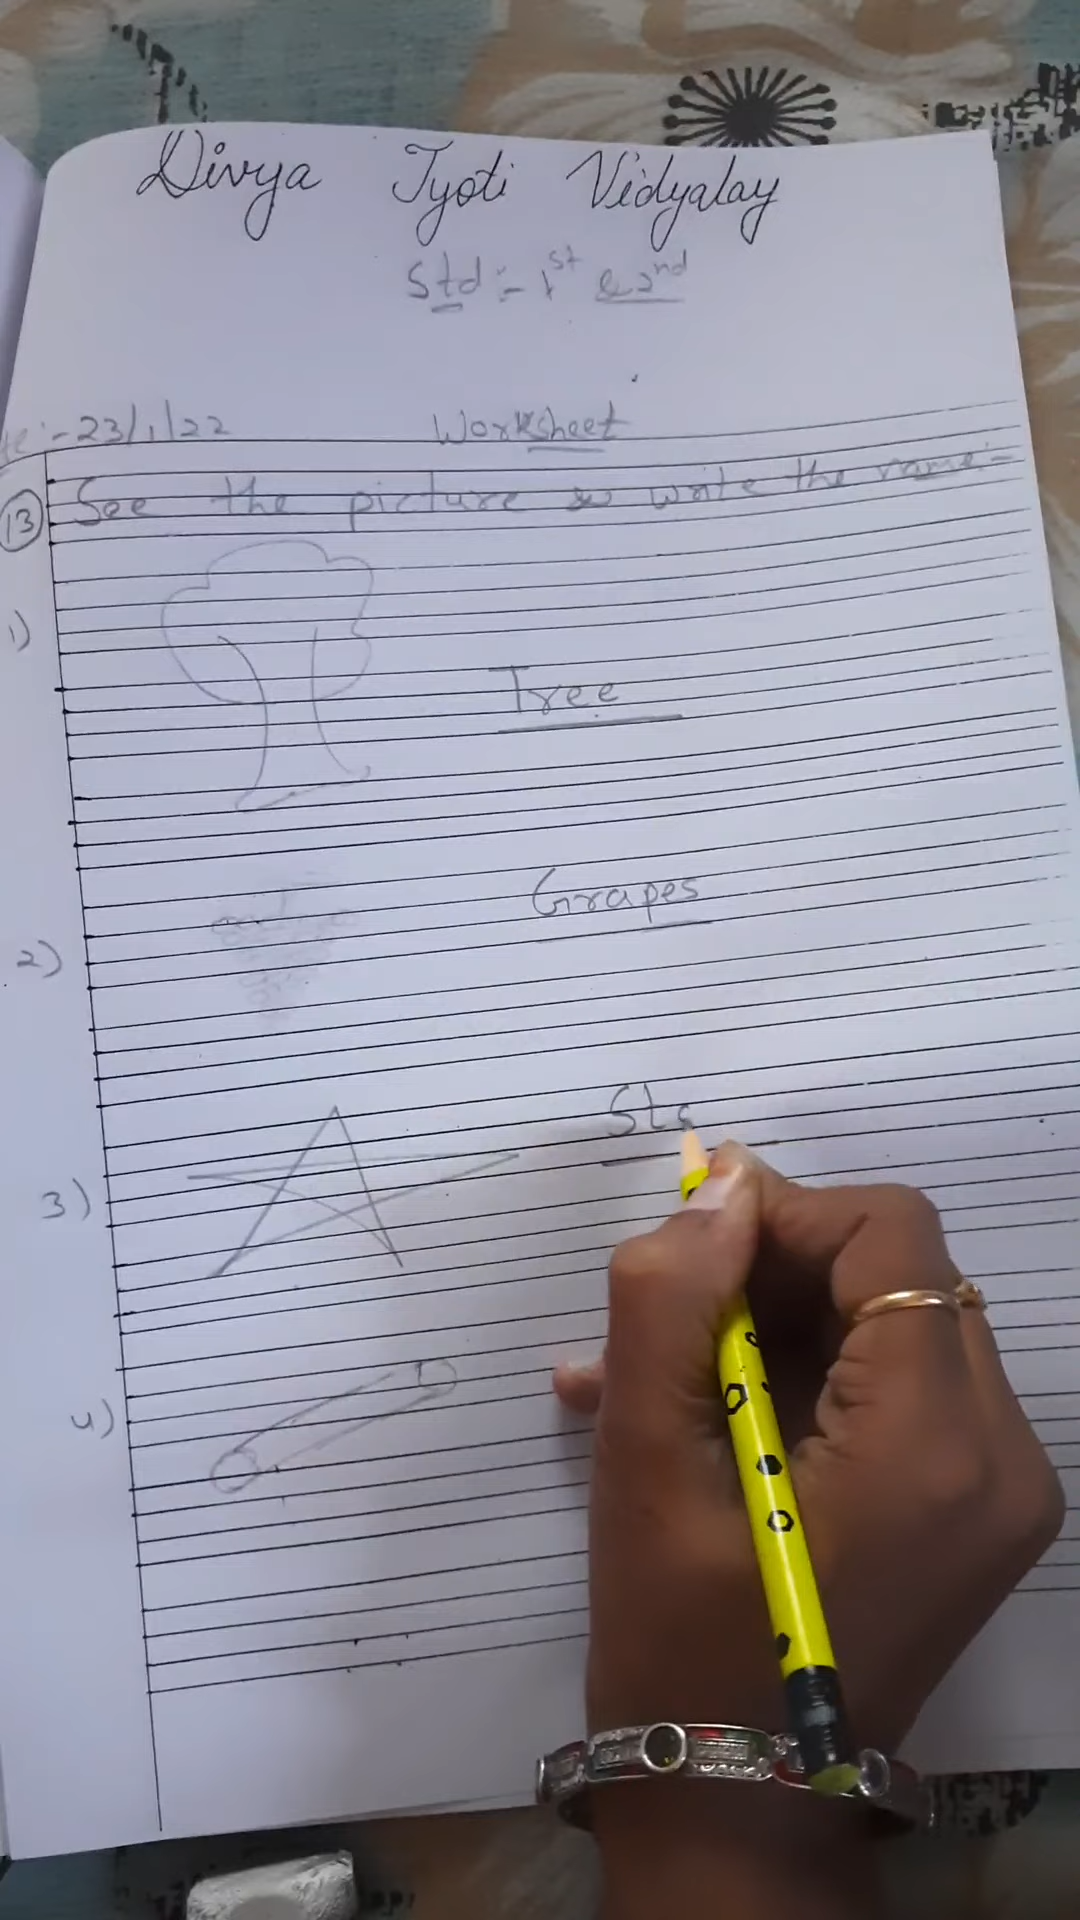 Divya Jyoti Vidyalay
Std :- 1st & 2nd
:- 23/1/22
Worksheet
13 See the picture & write the name :-
1) Tree
2) Grapes
3) Sta
4)